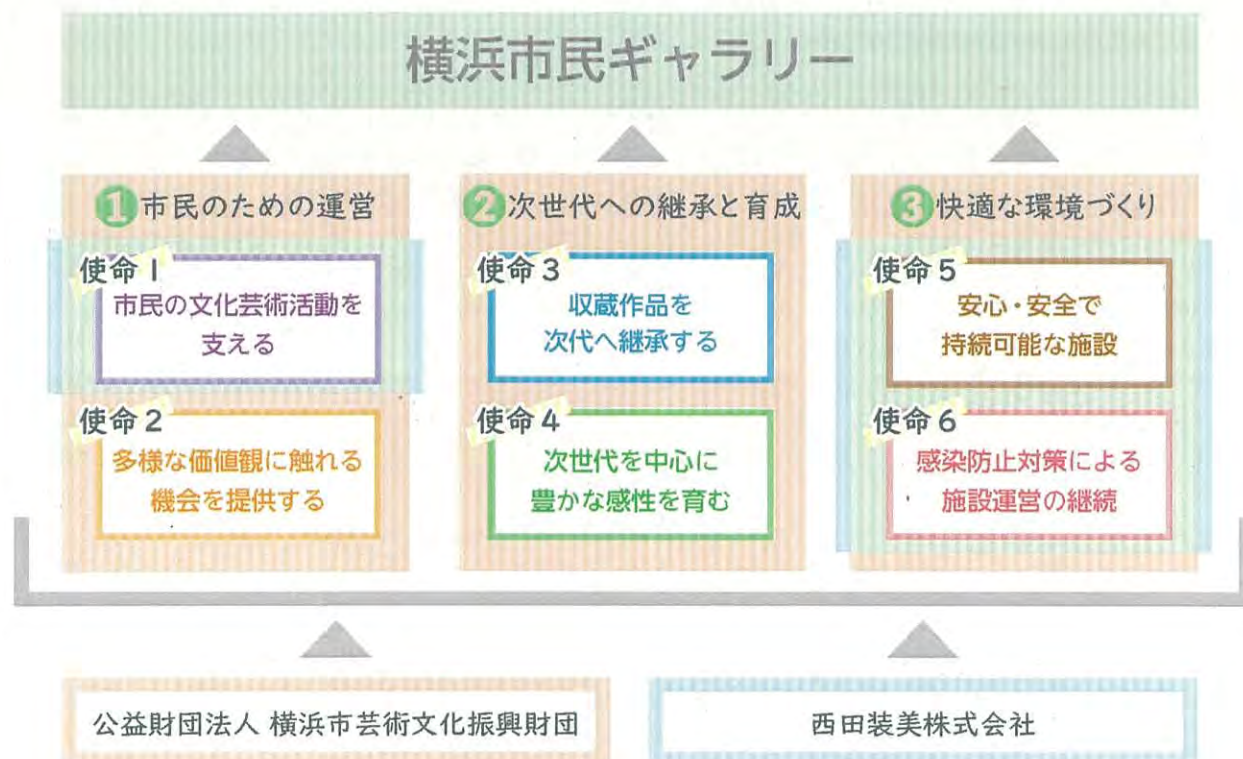 横浜市民ギャラリー
❶市民のための運営
使命1
市民の文化芸術活動を
支える
使命2
多様な価値観に触れる
機会を提供する
❷次世代への継承と育成
使命3
収蔵作品を
次代へ継承する
使命4
次世代を中心に
豊かな感性を育む
❸快適な環境づくり
使命5
安心・安全で
持続可能な施設
使命6
感染防止対策による
施設運営の継続
公益財団法人 横浜市芸術文化振興財団
西田装美株式会社